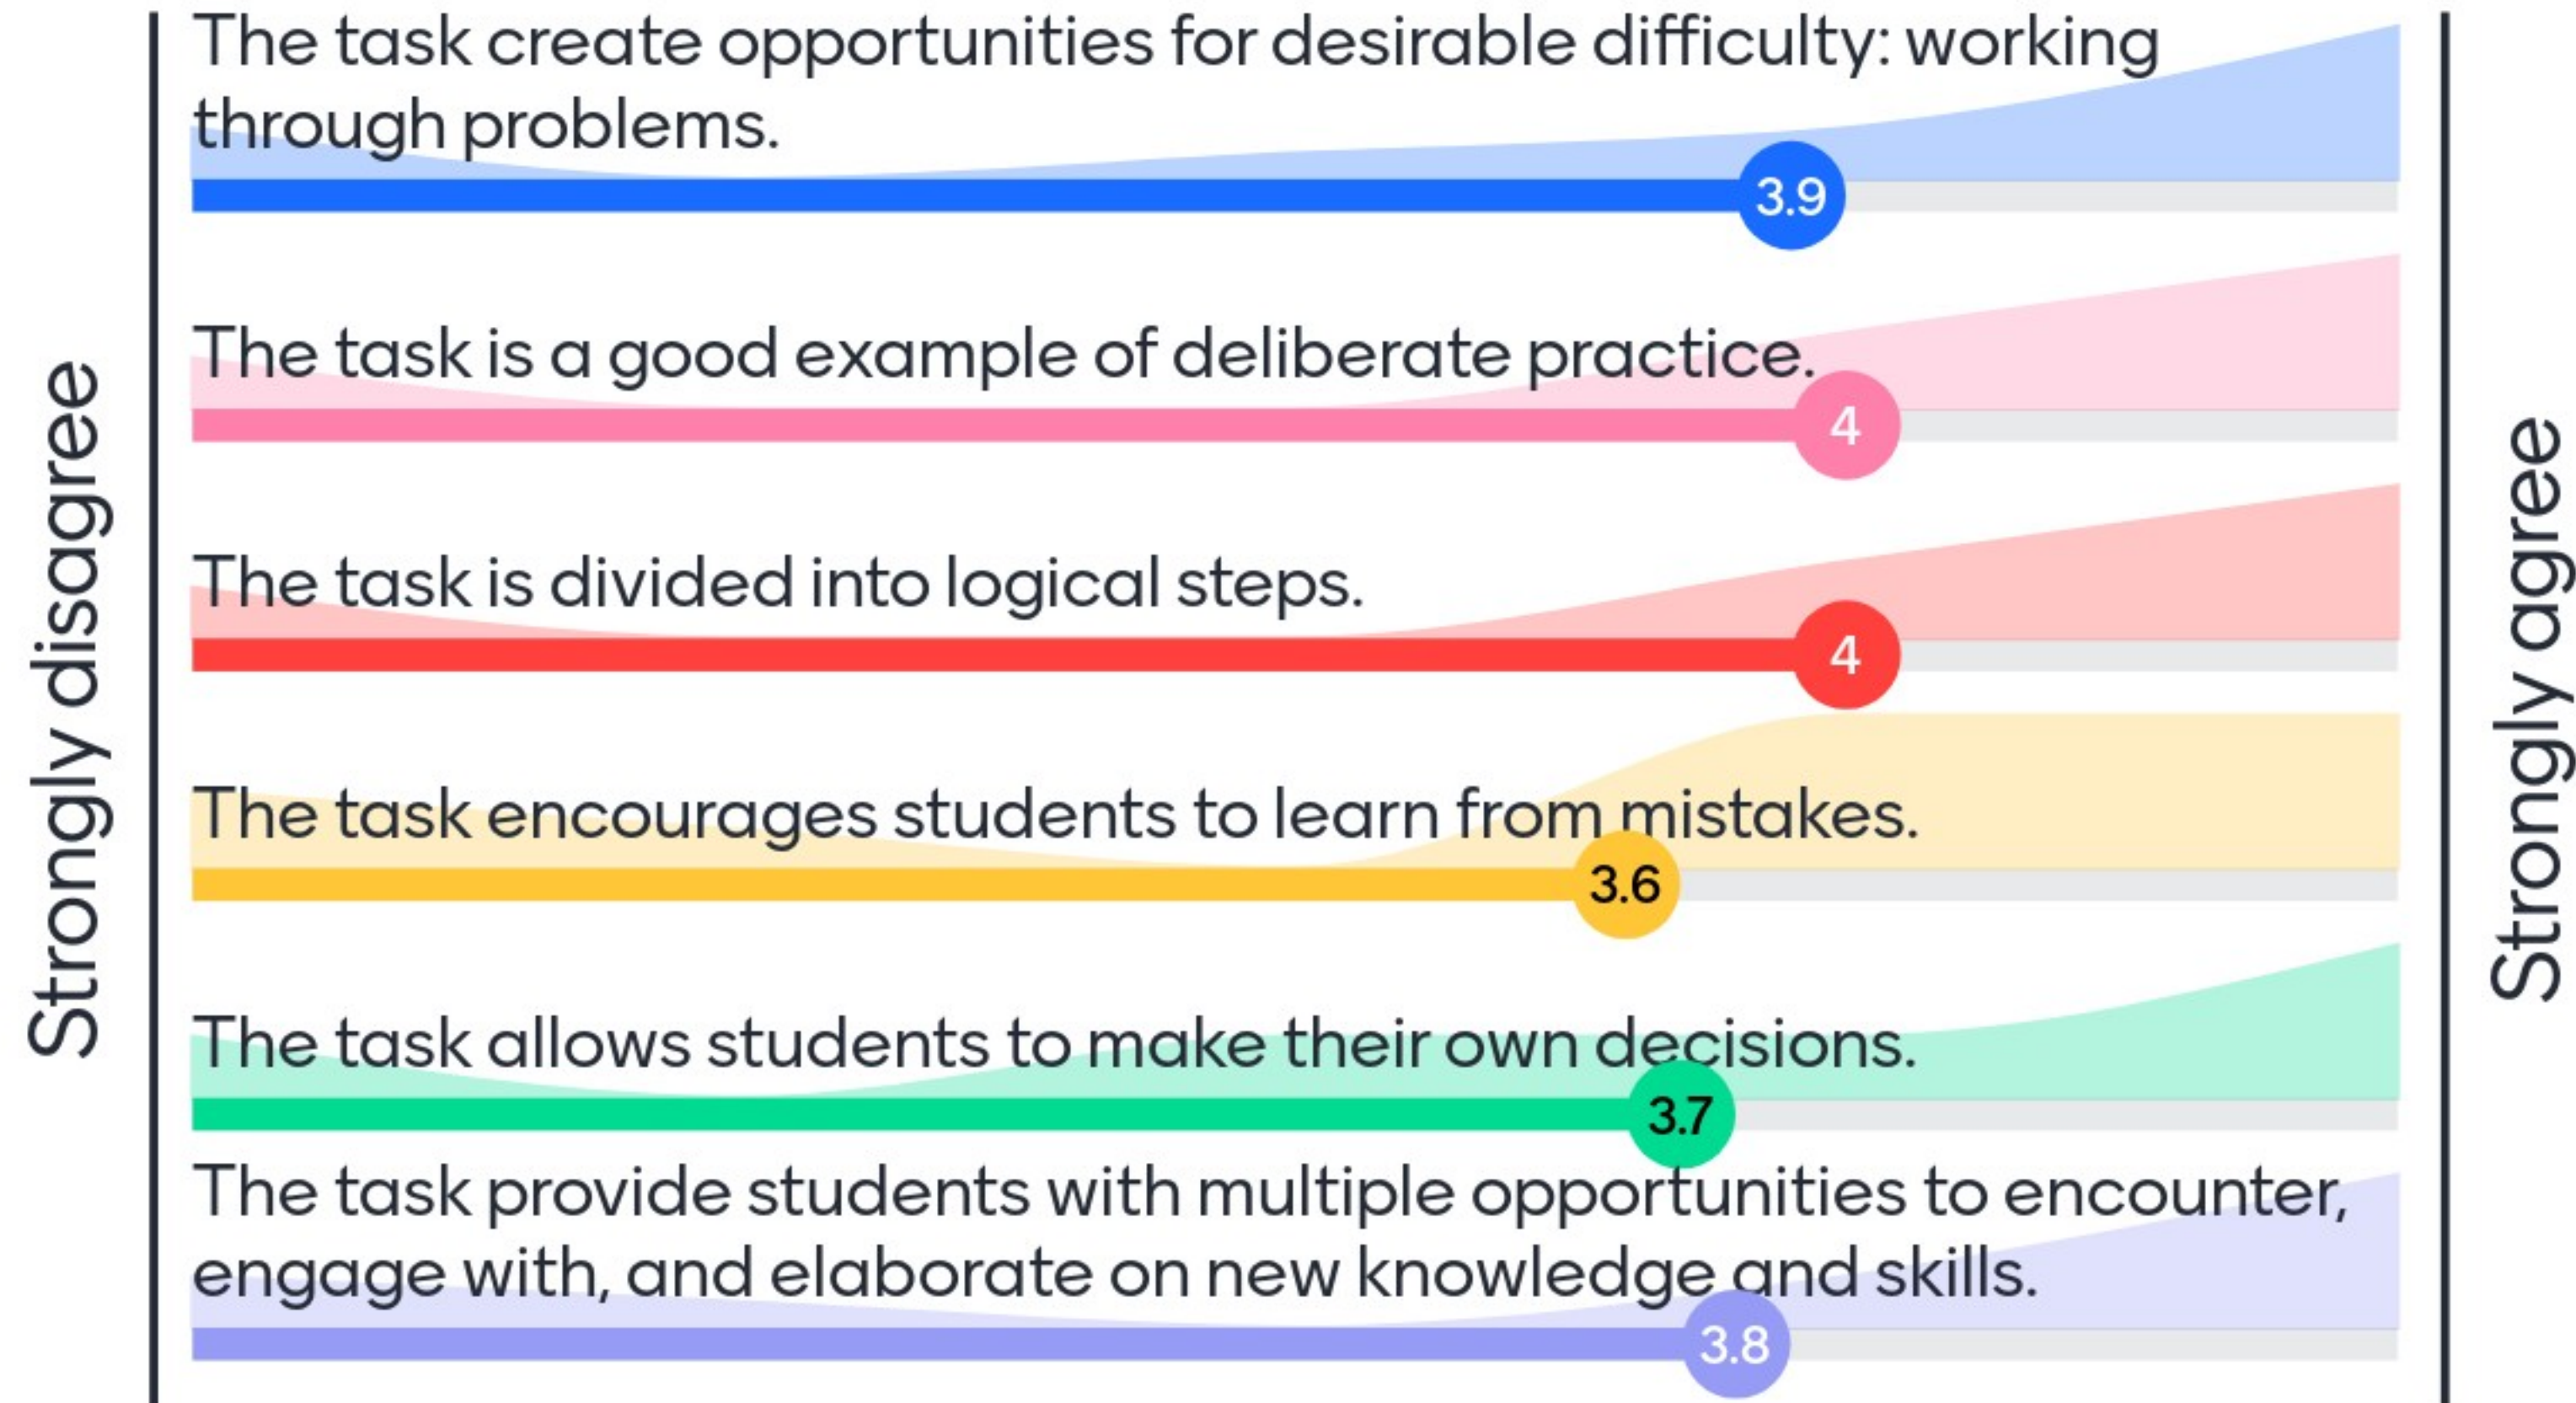 Strongly disagree
The task create opportunities for desirable difficulty: working
through problems.
3.9
The task is a good example of deliberate practice.
4
The task is divided into logical steps.
4
The task encourages students to learn from mistakes.
3.6
The task allows students to make their own decisions.
3.7
The task provide students with multiple opportunities to encounter,
engage with, and elaborate on new knowledge and skills.
3.8
Strongly agree